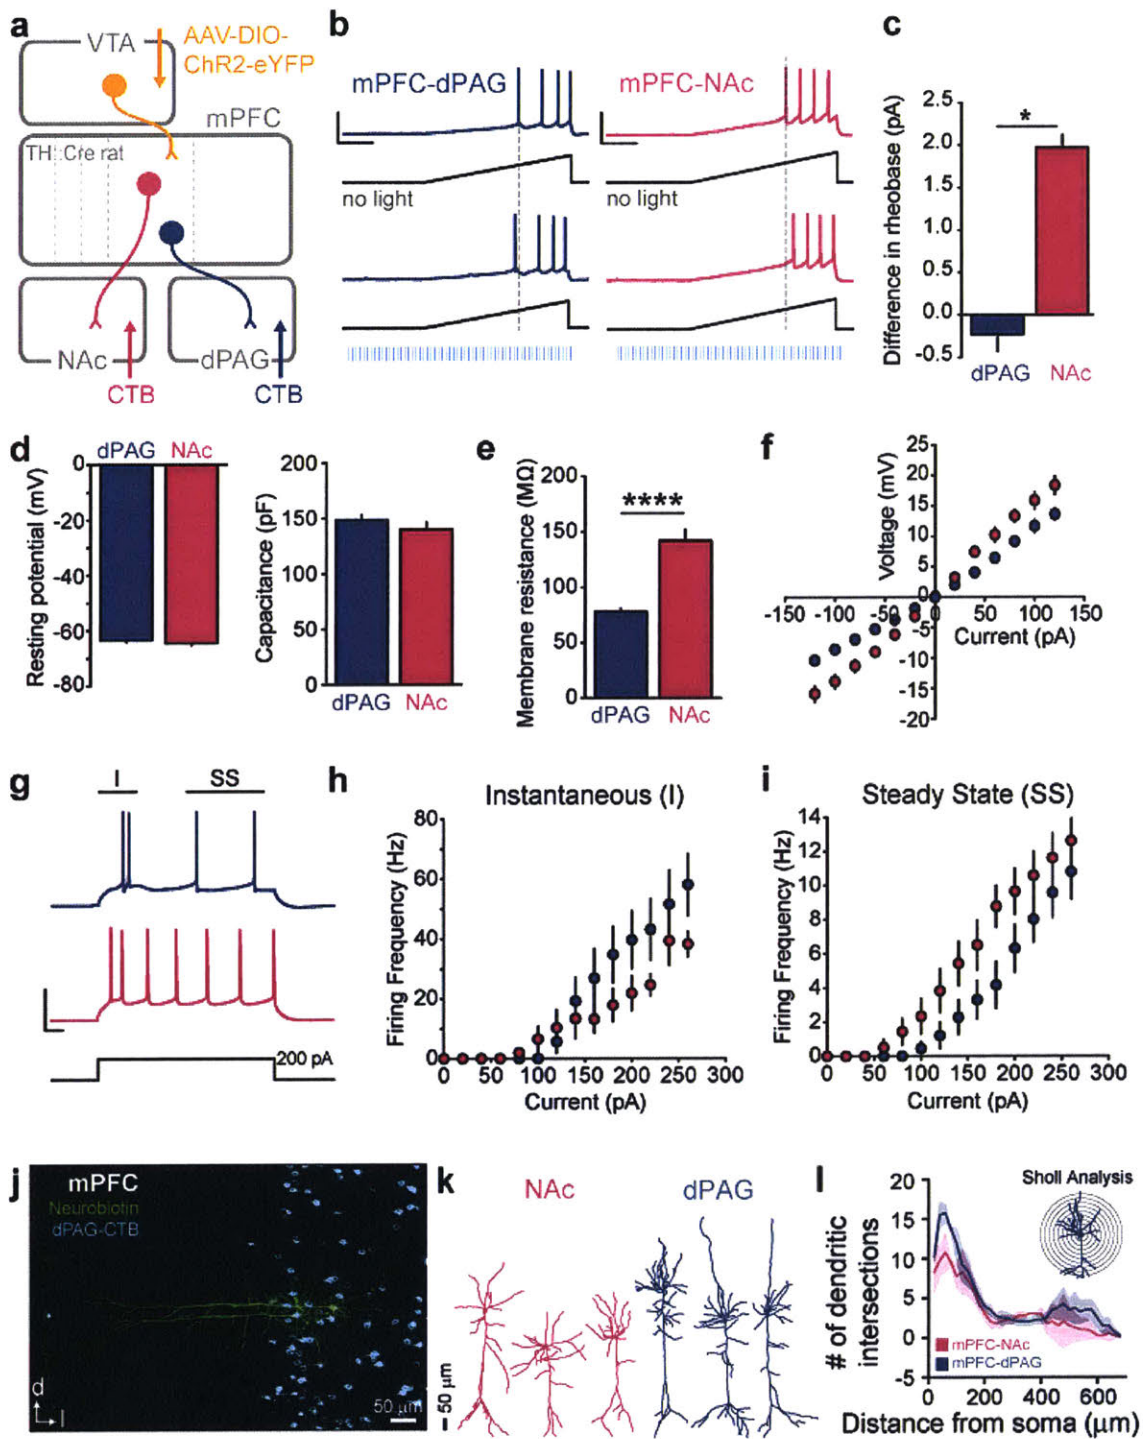 a
VTA
AAV-DIO-
ChR2-eYFP
mPFC
TH::Cre rat
NAc
dPAG
CTB
CTB
b
mPFC-dPAG
mPFC-NAc
no light
no light
c
Difference in rheobase (pA)
2.5
2.0
1.5
1.0
0.5
0.0
-0.5
*
dPAG
NAc
d
dPAG
NAc
Resting potential (mV)
0
-20
-40
-60
-80
Capacitance (pF)
200
150
100
50
0
dPAG
NAc
e
Membrane resistance (MΩ)
200
150
100
50
0
****
dPAG
NAc
f
Voltage (mV)
25
20
15
10
5
0
-5
-10
-15
-20
-150
-100
-50
0
50
100
150
Current (pA)
g
I
SS
200 pA
h
Instantaneous (I)
Firing Frequency (Hz)
80
60
40
20
0
0 50 100 150 200 250 300
Current (pA)
i
Steady State (SS)
Firing Frequency (Hz)
14
12
10
8
6
4
2
0
0 50 100 150 200 250 300
Current (pA)
j
mPFC
Neurobiotin
dPAG-CTB
d
l
50 µm
k
NAc
dPAG
50 µm
l
Sholl Analysis
# of dendritic
intersections
20
15
10
5
0
-5
mPFC-NAc
mPFC-dPAG
0 200 400 600
Distance from soma (µm)